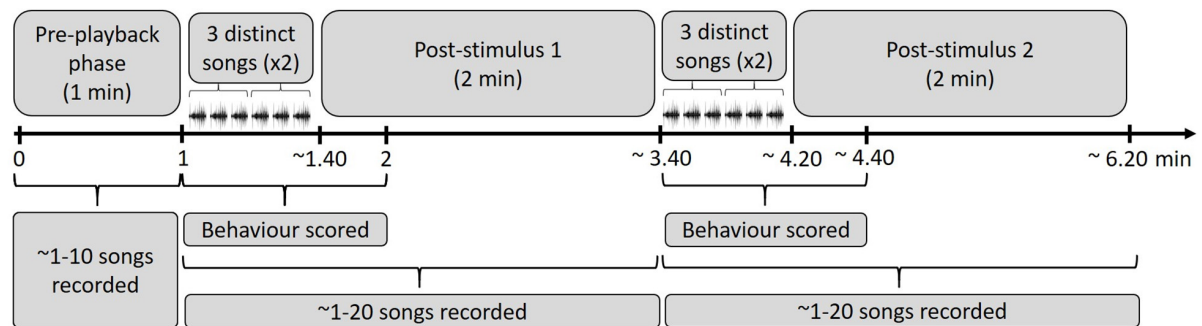 Pre-playback
phase
(1 min)
3 distinct
songs (x2)
Post-stimulus 1
(2 min)
3 distinct
songs (x2)
Post-stimulus 2
(2 min)
0
1
~1.40
2
~ 3.40
~ 4.20
~ 4.40
~ 6.20 min
~1-10 songs
recorded
Behaviour scored
Behaviour scored
~1-20 songs recorded
~1-20 songs recorded